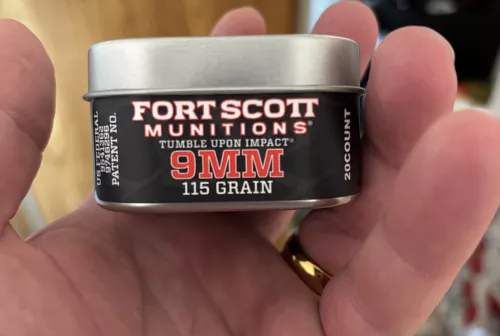 FORT SCOTT
MUNITIONS®
TUMBLE UPON IMPACT®
9MM
115 GRAIN
20COUNT
US FEDERAL
PATENT NO.